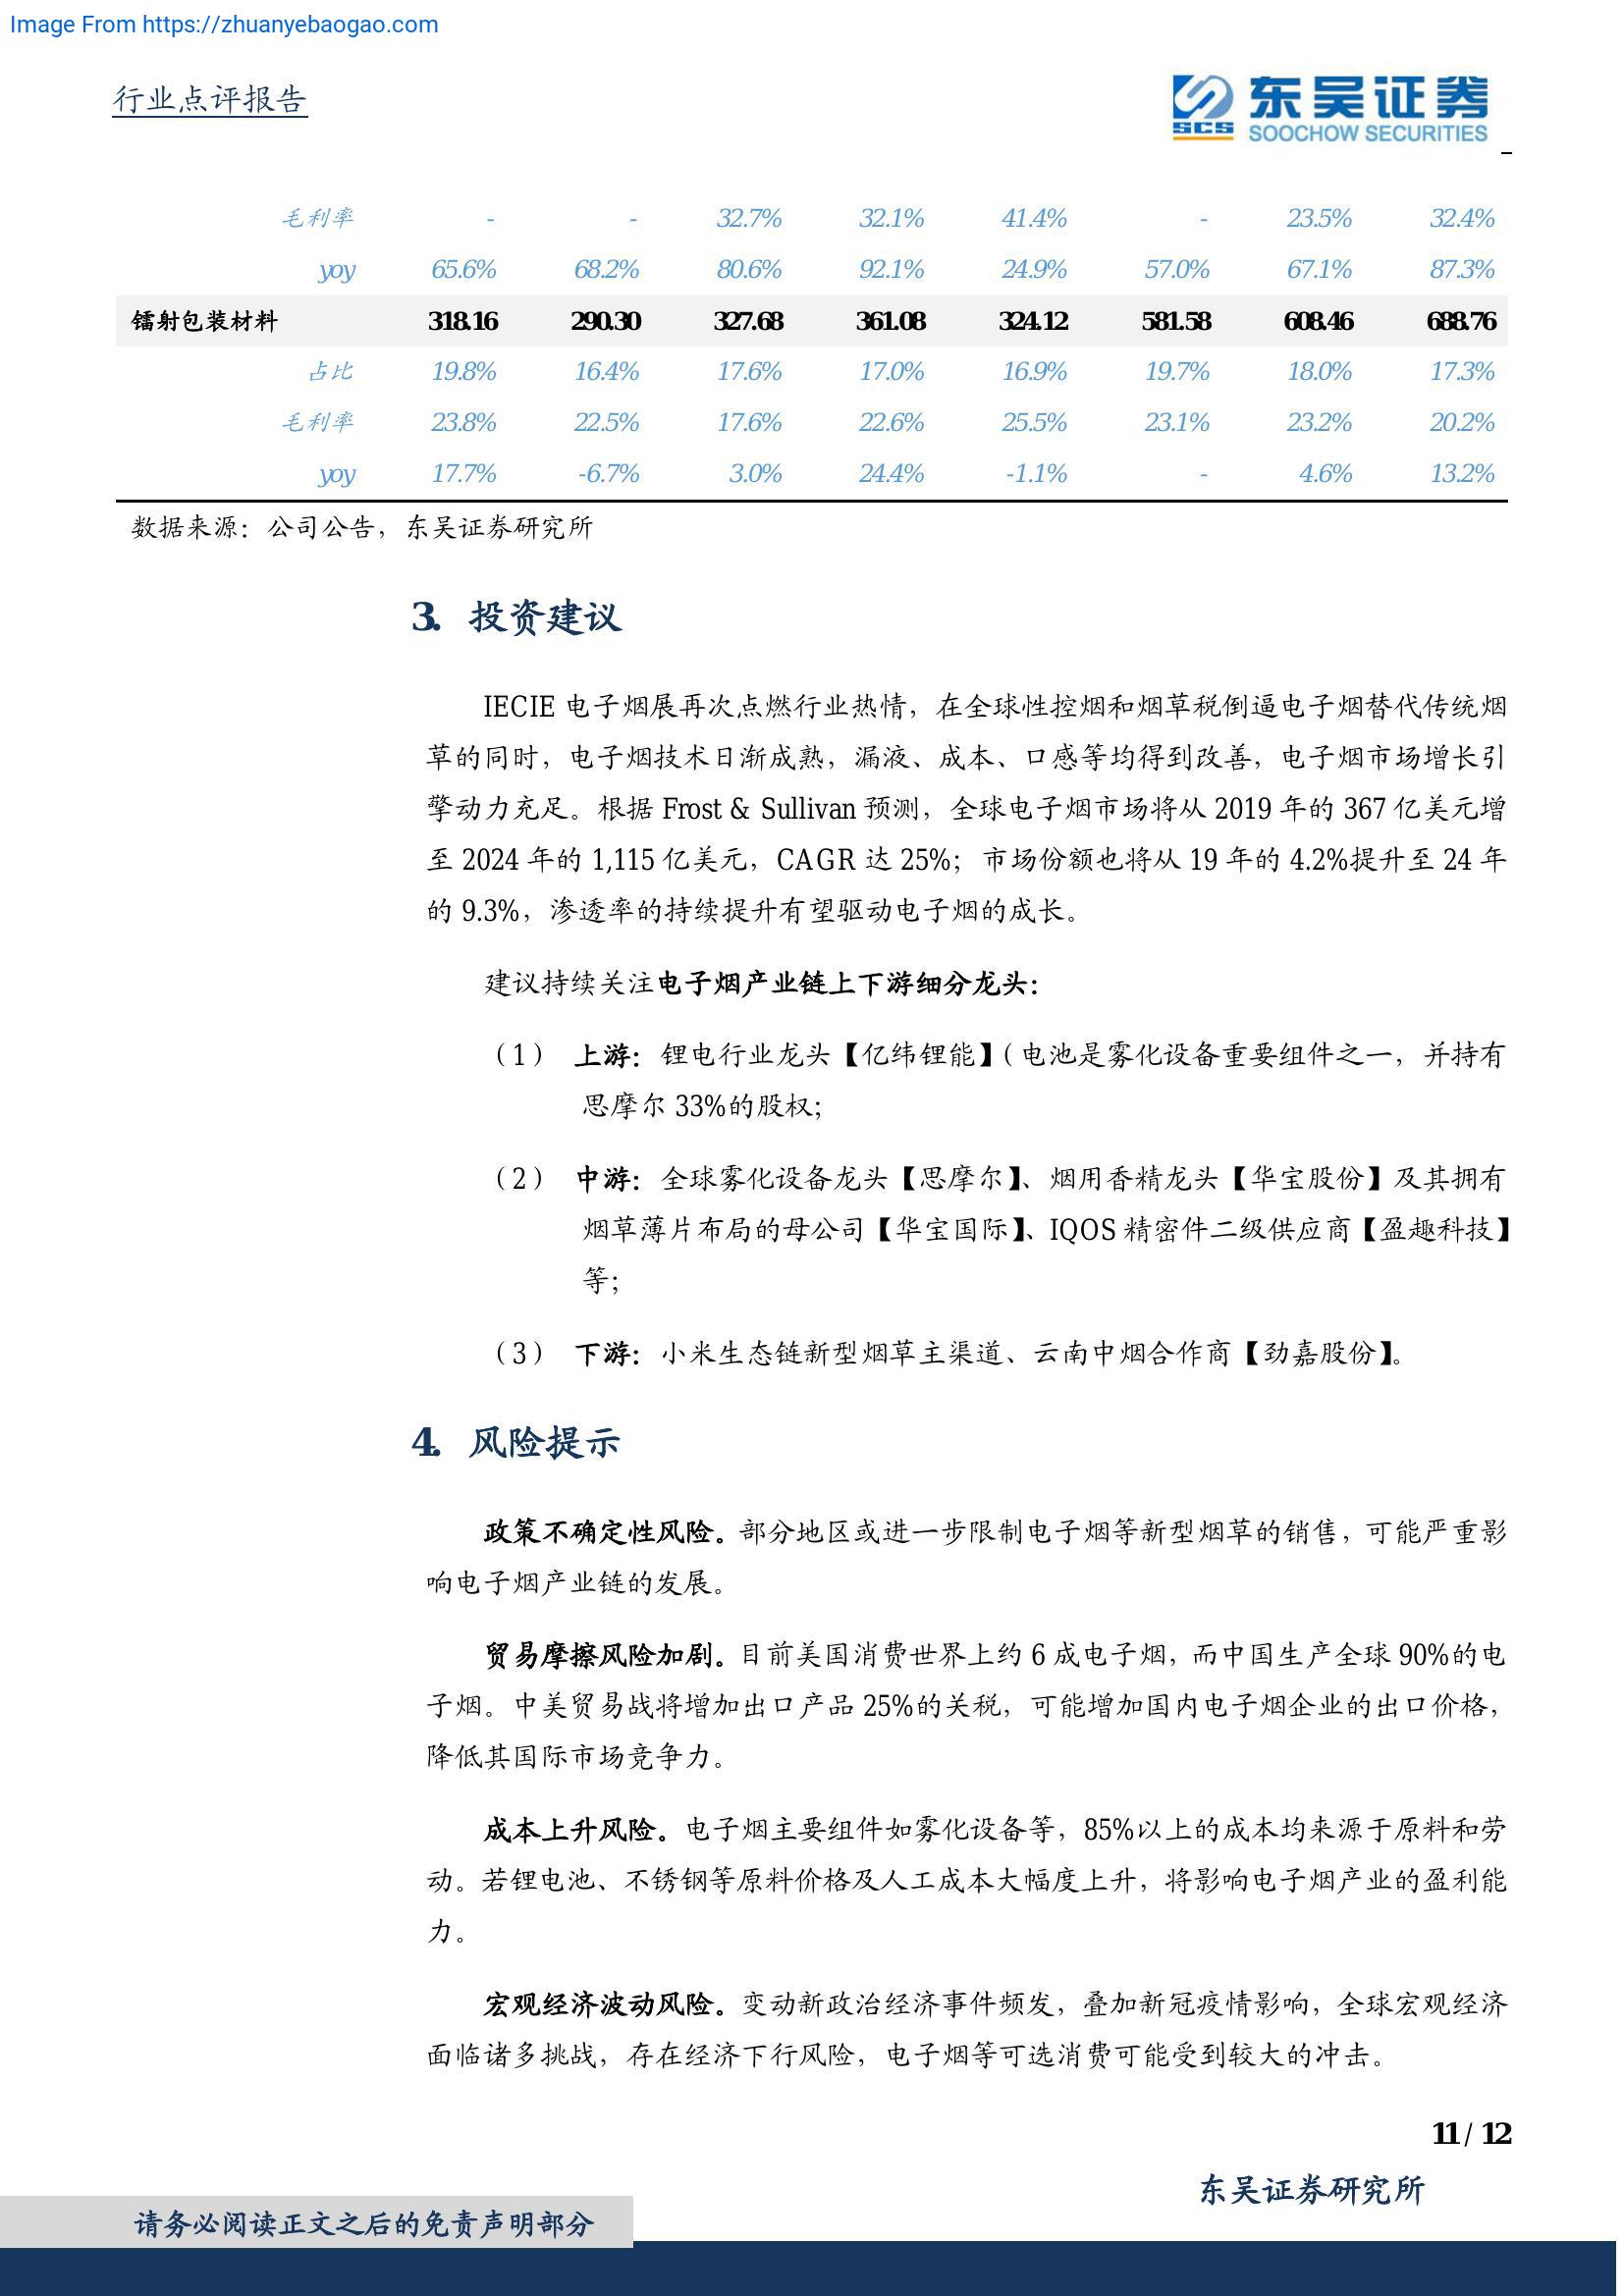 Image From https://zhuanyebaogao.com
行业点评报告
SCS 东吴证券
SOOCHOW SECURITIES
毛利率 - - 32.7% 32.1% 41.4% - 23.5% 32.4%
yoy 65.6% 68.2% 80.6% 92.1% 24.9% 57.0% 67.1% 87.3%
镭射包装材料 318.16 290.30 327.68 361.08 324.12 581.58 608.46 688.76
占比 19.8% 16.4% 17.6% 17.0% 16.9% 19.7% 18.0% 17.3%
毛利率 23.8% 22.5% 17.6% 22.6% 25.5% 23.1% 23.2% 20.2%
yoy 17.7% -6.7% 3.0% 24.4% -1.1% - 4.6% 13.2%
数据来源：公司公告，东吴证券研究所
3. 投资建议
IECIE 电子烟展再次点燃行业热情，在全球性控烟和烟草税倒逼电子烟替代传统烟
草的同时，电子烟技术日渐成熟，漏液、成本、口感等均得到改善，电子烟市场增长引
擎动力充足。根据 Frost & Sullivan 预测，全球电子烟市场将从 2019 年的 367 亿美元增
至 2024 年的 1,115 亿美元，CAGR 达 25%；市场份额也将从 19 年的 4.2%提升至 24 年
的 9.3%，渗透率的持续提升有望驱动电子烟的成长。
建议持续关注电子烟产业链上下游细分龙头：
（1） 上游：锂电行业龙头【亿纬锂能】（电池是雾化设备重要组件之一，并持有
思摩尔 33%的股权；
（2） 中游：全球雾化设备龙头【思摩尔】、烟用香精龙头【华宝股份】及其拥有
烟草薄片布局的母公司【华宝国际】、IQOS 精密件二级供应商【盈趣科技】
等；
（3） 下游：小米生态链新型烟草主渠道、云南中烟合作商【劲嘉股份】。
4. 风险提示
政策不确定性风险。部分地区或进一步限制电子烟等新型烟草的销售，可能严重影
响电子烟产业链的发展。
贸易摩擦风险加剧。目前美国消费世界上约 6 成电子烟，而中国生产全球 90%的电
子烟。中美贸易战将增加出口产品 25%的关税，可能增加国内电子烟企业的出口价格，
降低其国际市场竞争力。
成本上升风险。电子烟主要组件如雾化设备等，85%以上的成本均来源于原料和劳
动。若锂电池、不锈钢等原料价格及人工成本大幅度上升，将影响电子烟产业的盈利能
力。
宏观经济波动风险。变动新政治经济事件频发，叠加新冠疫情影响，全球宏观经济
面临诸多挑战，存在经济下行风险，电子烟等可选消费可能受到较大的冲击。
11 / 12
东吴证券研究所
请务必阅读正文之后的免责声明部分